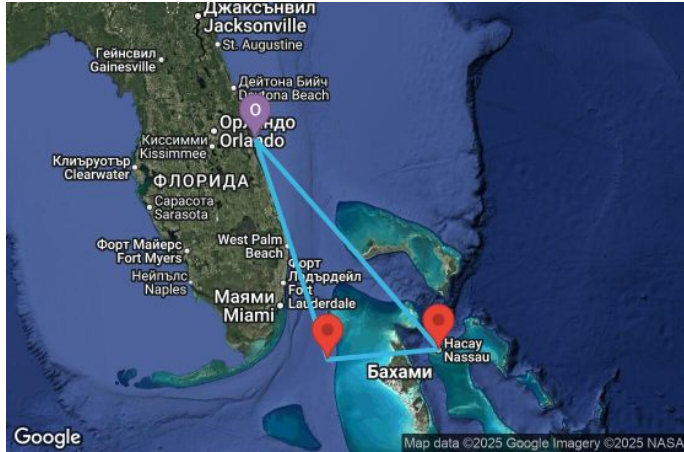 Джаксънвил
Jacksonville
Гейнсвил
Gainesville
St. Augustine
Дейтона Бийч
Daytona Beach
O
Орландо
Orlando
Киссимми
Kissimmee
Клиъруотър
Clearwater
ФЛОРИДА
Сарасота
Sarasota
Форт Майерс
Fort Myers
West Palm
Beach
Нейпълс
Naples
Форт
Лодърдейл
Fort
Lauderdale
Маями
Miami
Насау
Nassau
Бахами
Google
Map data ©2025 Google Imagery ©2025 NASA